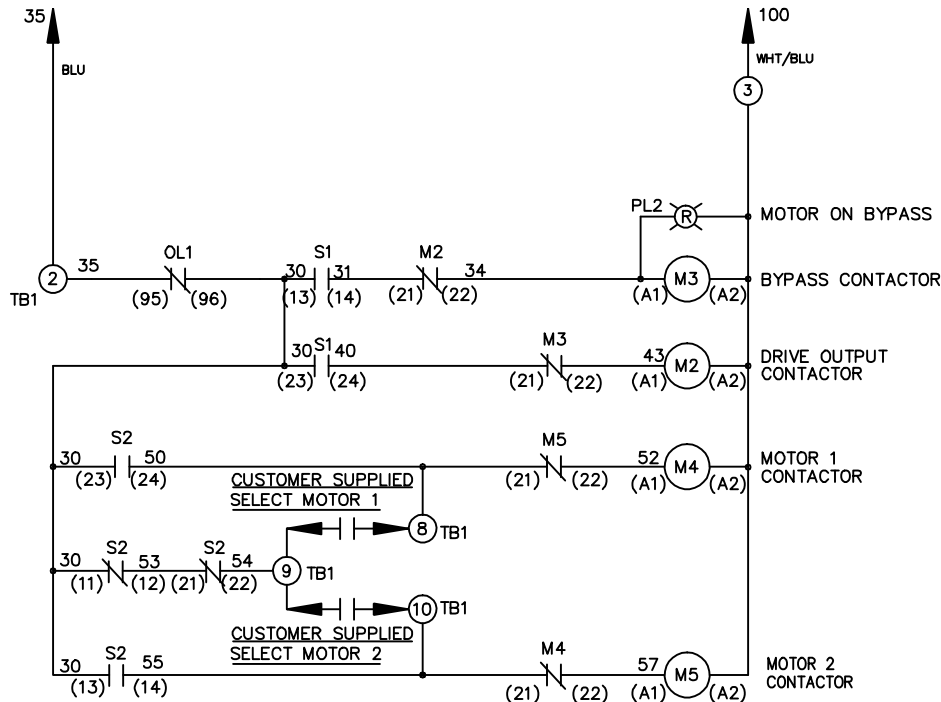 35
100
BLU
WHT/BLU
3
PL2
R
MOTOR ON BYPASS
2
TB1
35
OL1
(95)
(96)
30
S1
31
(13)
(14)
M2
(21)
(22)
34
M3
(A1)
(A2)
BYPASS CONTACTOR
30
S1
40
(23)
(24)
M3
(21)
(22)
43
M2
(A1)
(A2)
DRIVE OUTPUT
CONTACTOR
30
S2
50
(23)
(24)
M5
(21)
(22)
52
M4
(A1)
(A2)
MOTOR 1
CONTACTOR
CUSTOMER SUPPLIED
SELECT MOTOR 1
8
TB1
30
S2
53
(11)
(12)
S2
54
(21)
(22)
9
TB1
10
TB1
CUSTOMER SUPPLIED
SELECT MOTOR 2
30
S2
55
(13)
(14)
M4
(21)
(22)
57
M5
(A1)
(A2)
MOTOR 2
CONTACTOR